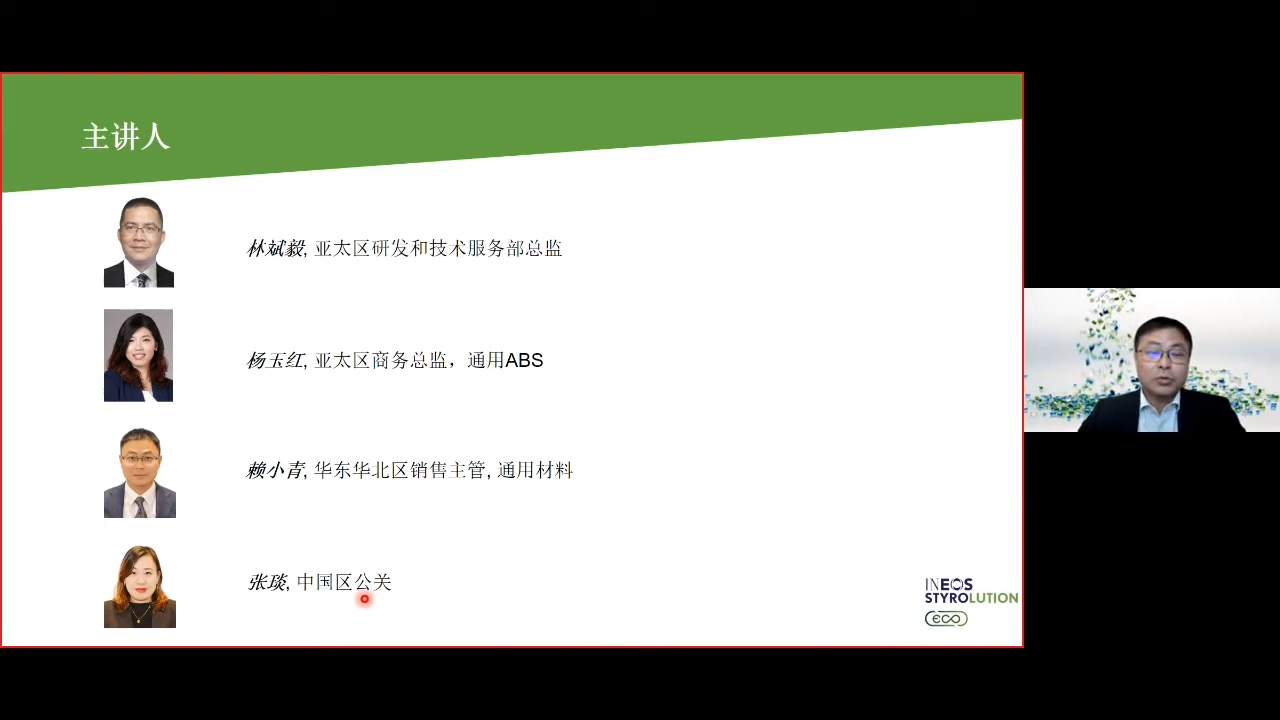 主讲人
林斌毅, 亚太区研发和技术服务部总监
杨玉红, 亚太区商务总监，通用ABS
赖小青, 华东华北区销售主管, 通用材料
张琰, 中国区公关
INEOS
STYROLUTION
ECO